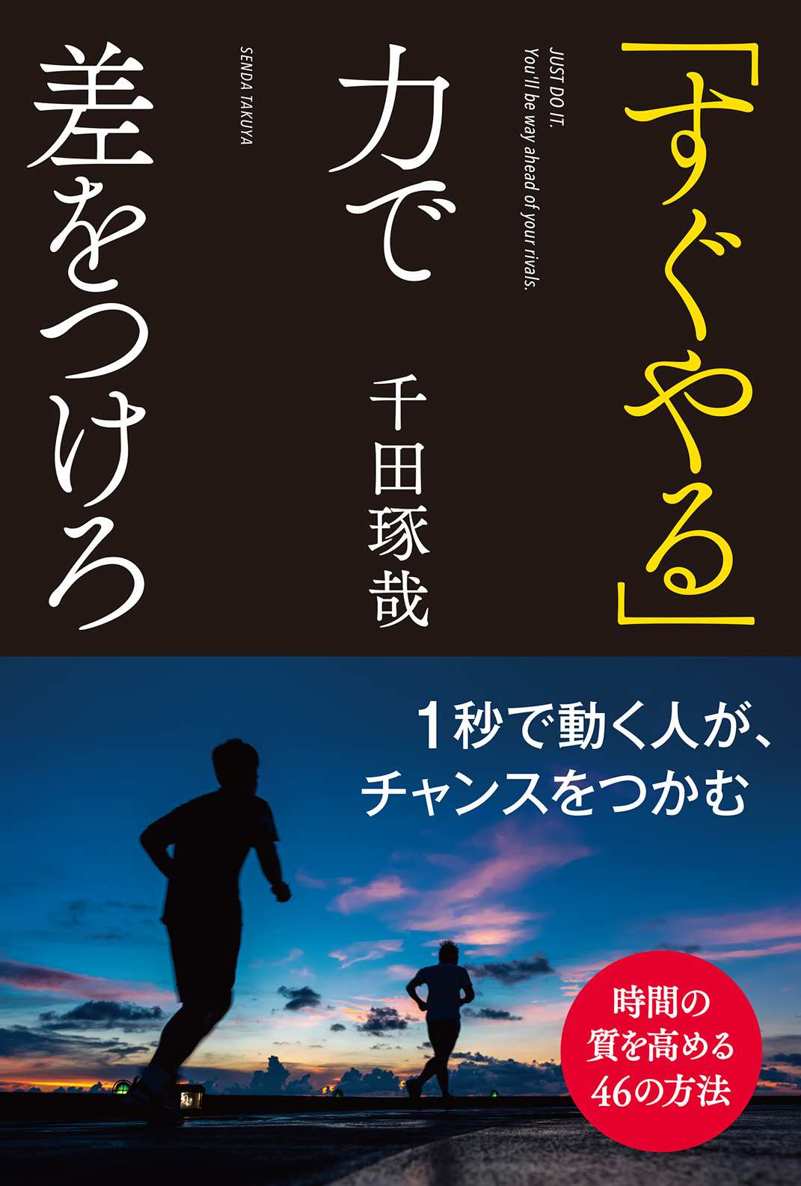 「すぐやる」
JUST DO IT.
You'll be way ahead of your rivals.
力で
千田琢哉
SENDA TAKUYA
差をつけろ
1秒で動く人が、
チャンスをつかむ
時間の
質を高める
46の方法